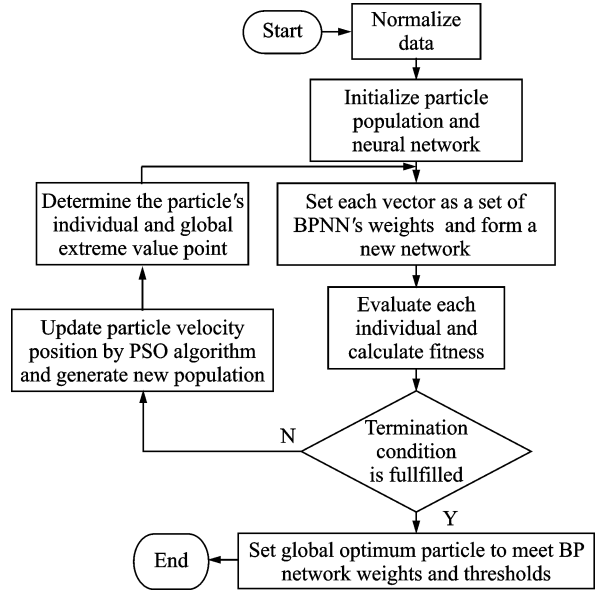 Start
Normalize
data
Initialize particle
population and
neural network
Determine the particle's
individual and global
extreme value point
Set each vector as a set of
BPNN's weights and form a
new network
Update particle velocity
position by PSO algorithm
and generate new population
Evaluate each
individual and
calculate fitness
N
Termination
condition
is fullfilled
Y
End
Set global optimum particle to meet BP
network weights and thresholds